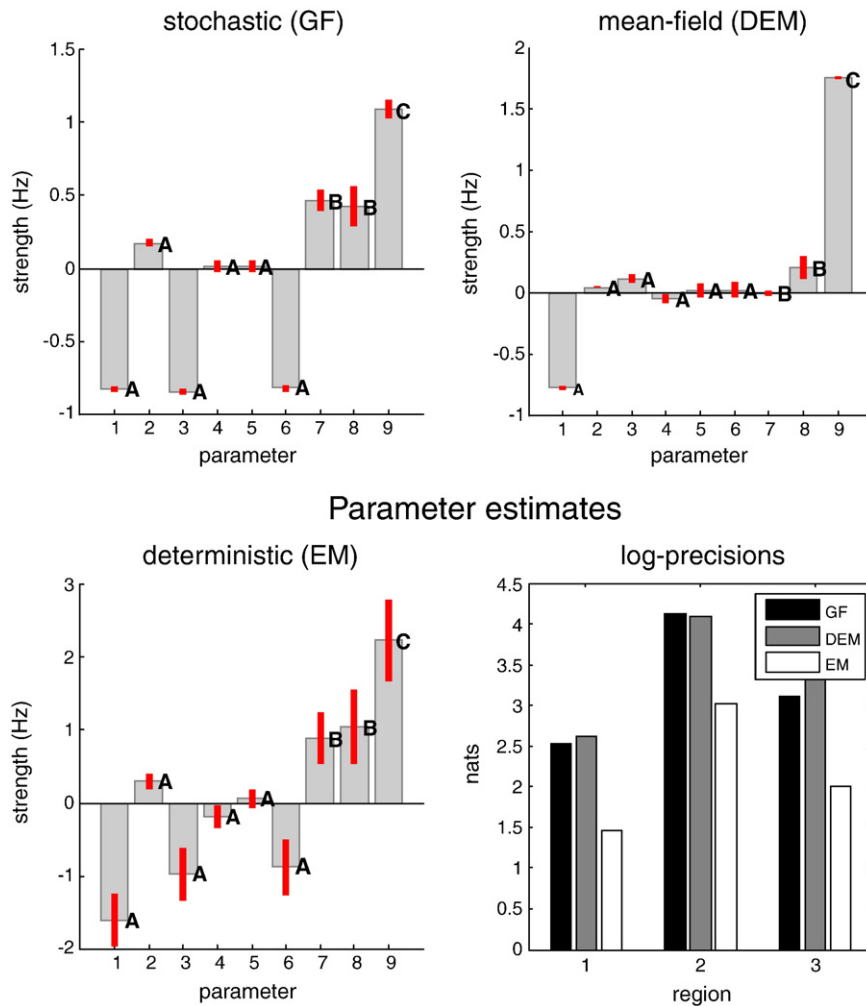 stochastic (GF)
strength (Hz)
1.5
1
0.5
0
-0.5
-1
A
A
A
A
A
A
B
B
C
1 2 3 4 5 6 7 8 9
parameter
mean-field (DEM)
strength (Hz)
2
1.5
1
0.5
0
-0.5
-1
A
A
A
A
A
A
B
B
C
1 2 3 4 5 6 7 8 9
parameter
Parameter estimates
deterministic (EM)
strength (Hz)
3
2
1
0
-1
-2
A
A
A
A
A
A
B
B
C
1 2 3 4 5 6 7 8 9
parameter
log-precisions
nats
4.5
4
3.5
3
2.5
2
1.5
1
0.5
0
GF
DEM
EM
1 2 3
region